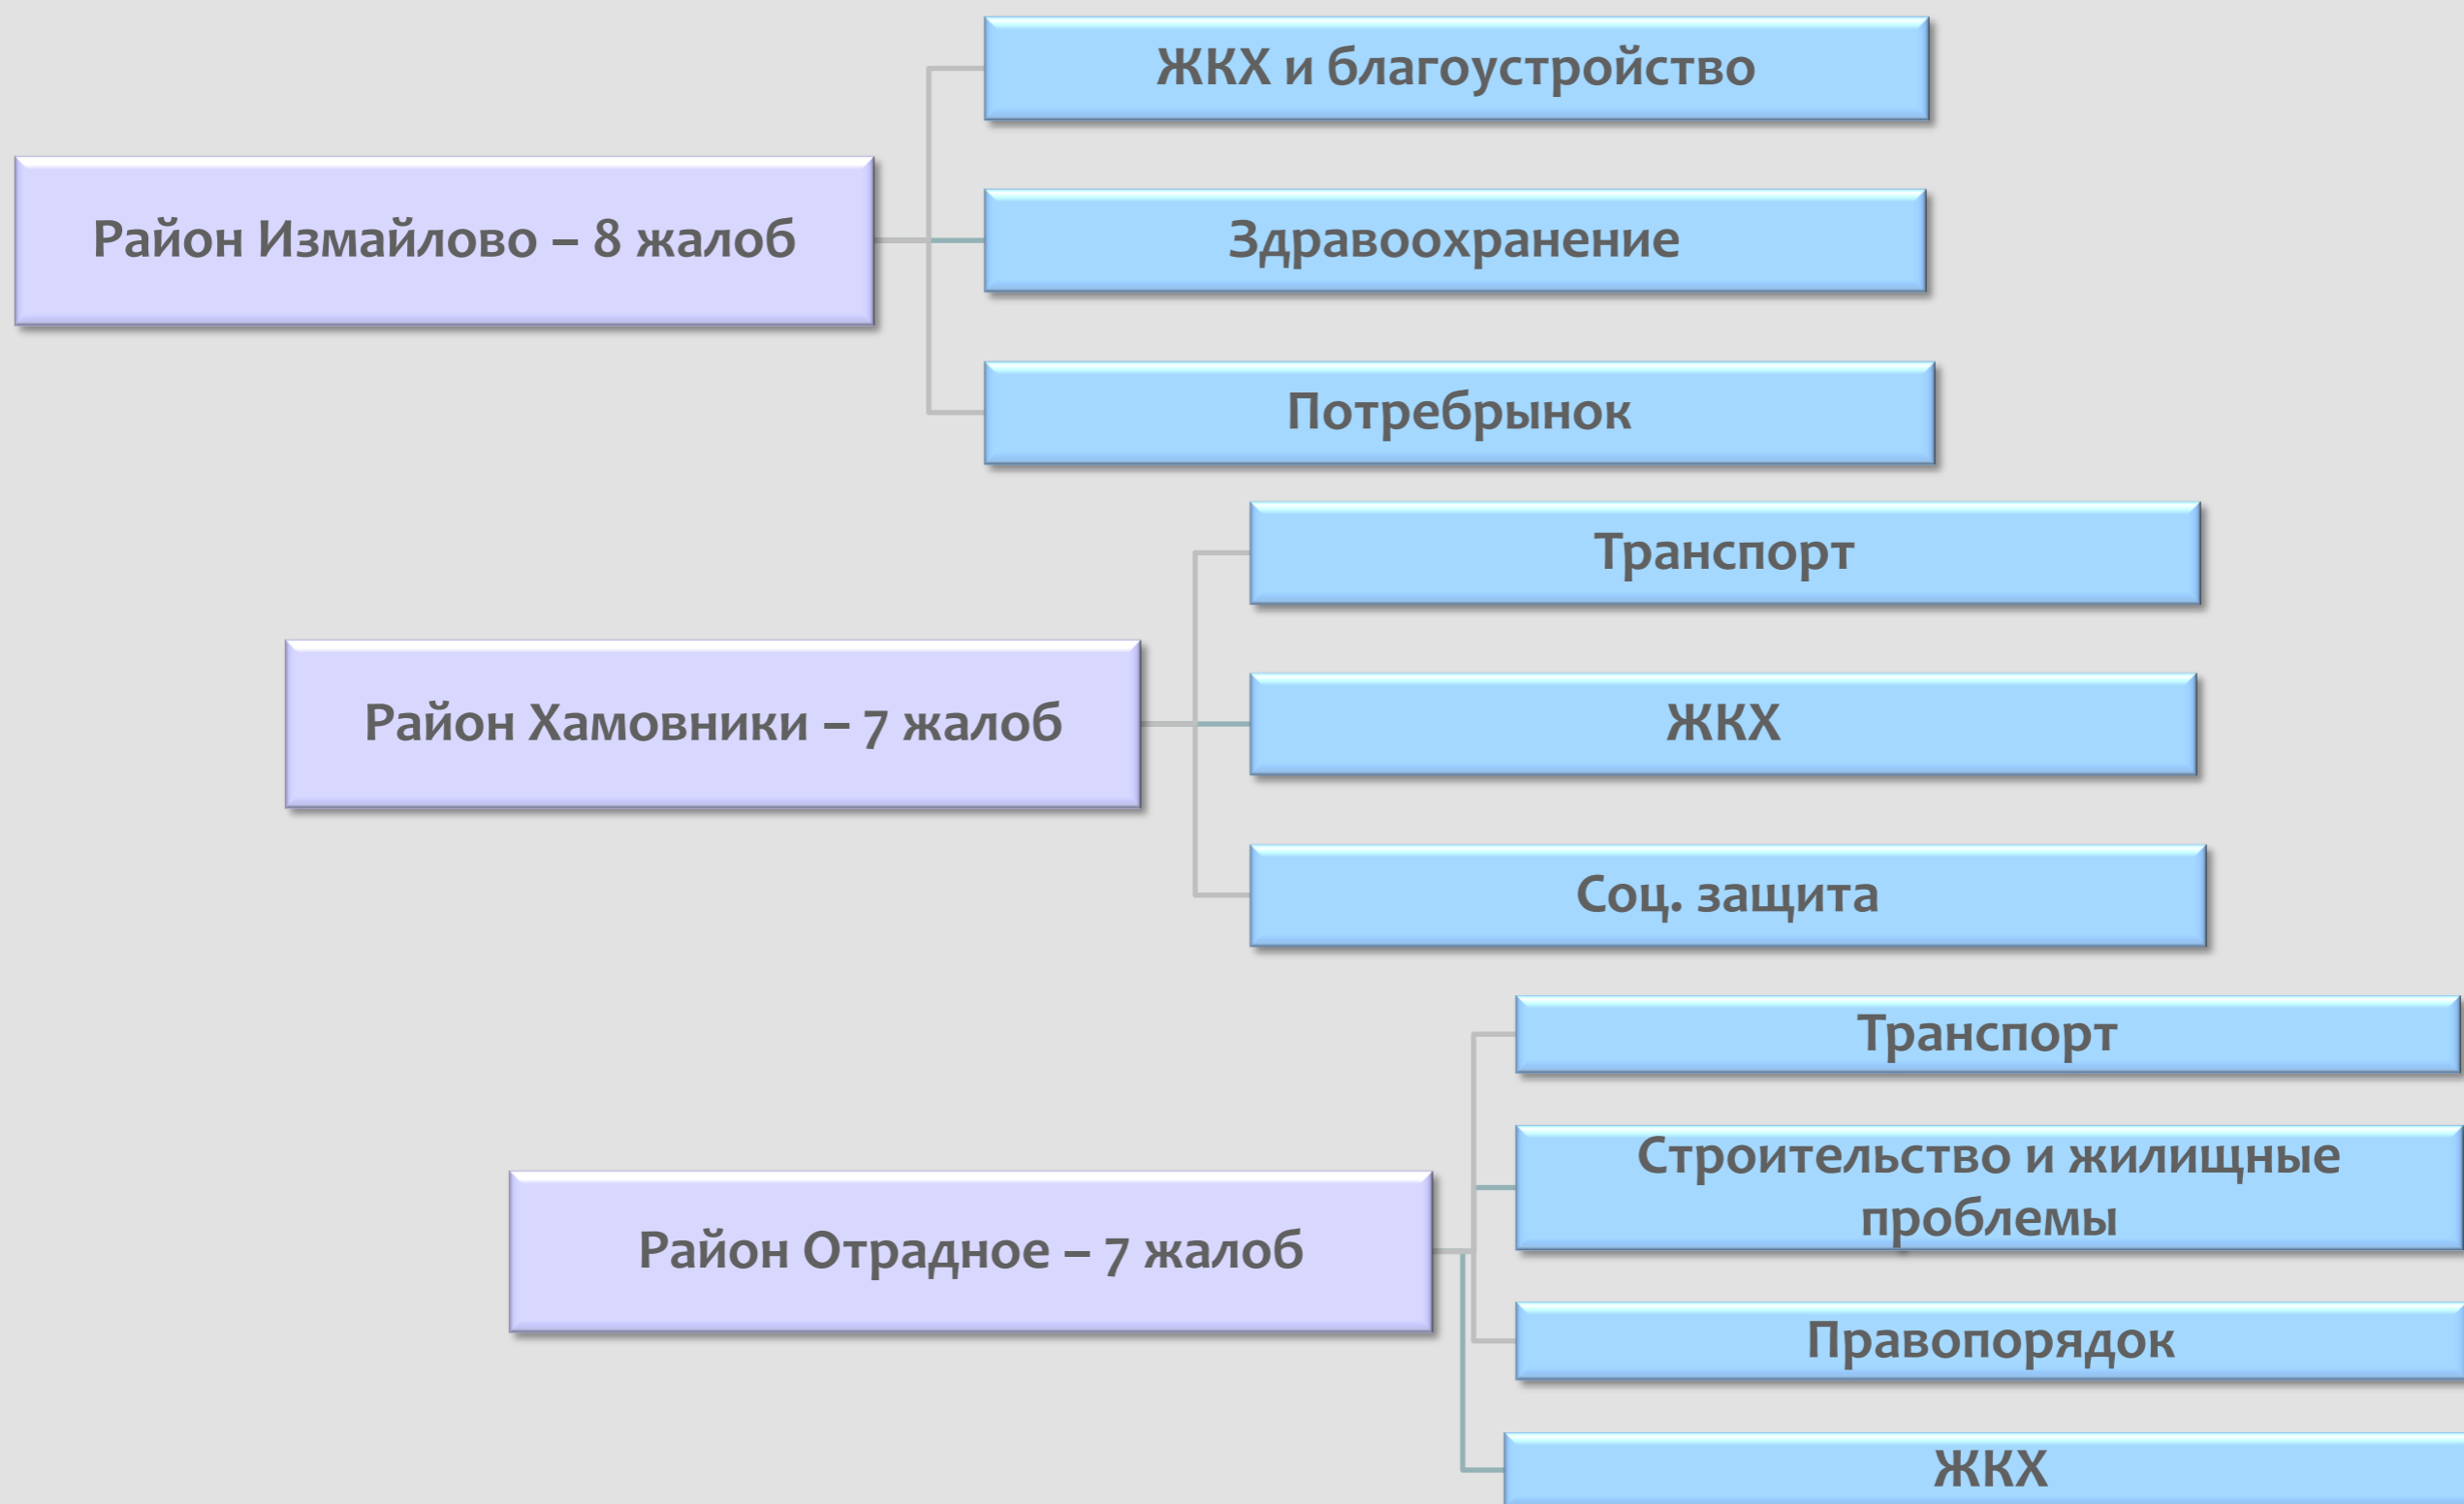 Район Измайлово – 8 жалоб
ЖКХ и благоустройство
Здравоохранение
Потребрынок
Район Хамовники – 7 жалоб
Транспорт
ЖКХ
Соц. защита
Район Отрадное – 7 жалоб
Транспорт
Строительство и жилищные
проблемы
Правопорядок
ЖКХ